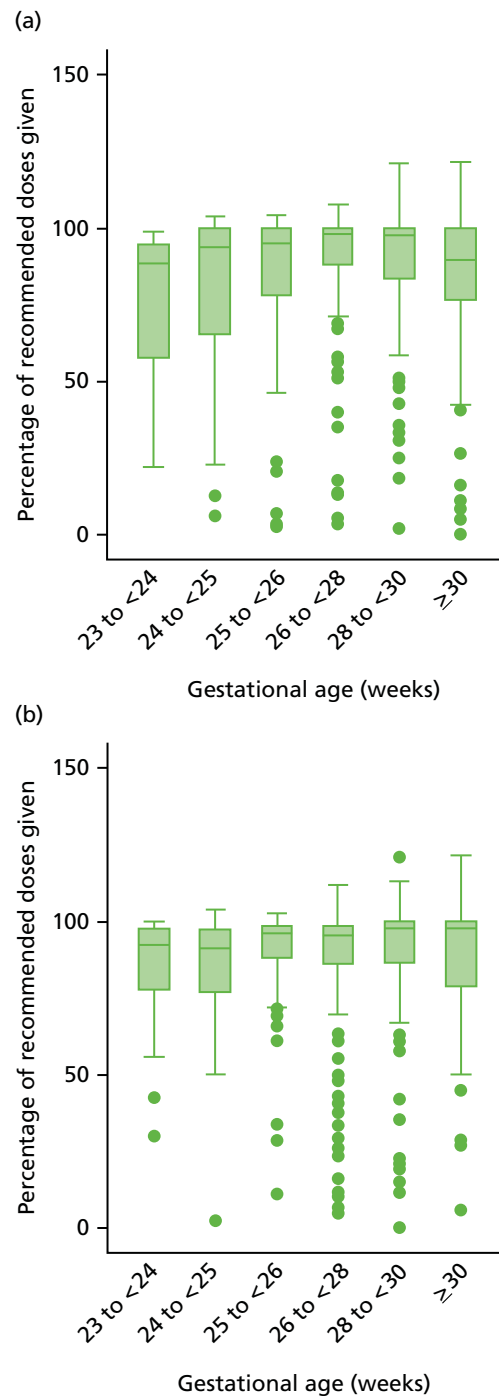 (a)
Percentage of recommended doses given
150
100
50
0
23 to <24
24 to <25
25 to <26
26 to <28
28 to <30
≥30
Gestational age (weeks)
(b)
Percentage of recommended doses given
150
100
50
0
23 to <24
24 to <25
25 to <26
26 to <28
28 to <30
≥30
Gestational age (weeks)